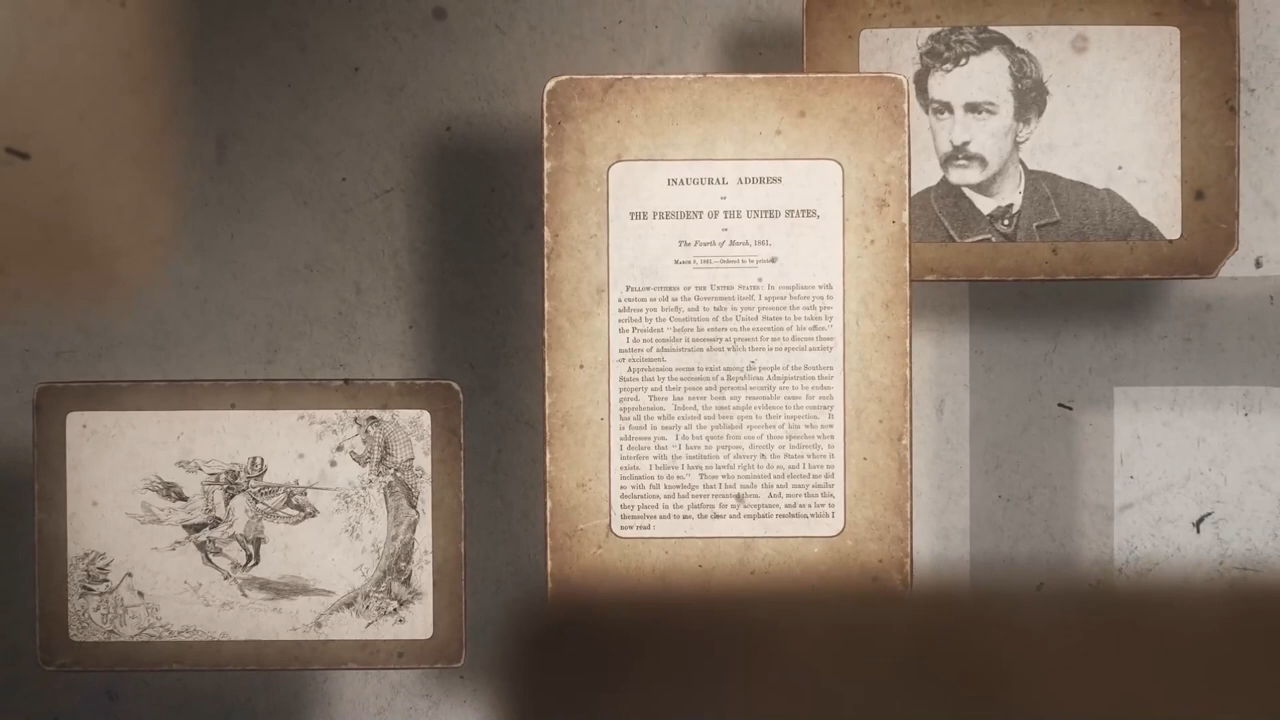 INAUGURAL ADDRESS
OF
THE PRESIDENT OF THE UNITED STATES,
ON
The Fourth of March, 1861.
MARCH 8, 1861.—Ordered to be printed.
FELLOW-CITIZENS OF THE UNITED STATES: In compliance with
a custom as old as the Government itself, I appear before you to
address you briefly, and to take in your presence the oath pre-
scribed by the Constitution of the United States to be taken by
the President "before he enters on the execution of his office."
I do not consider it necessary at present for me to discuss those
matters of administration about which there is no special anxiety
or excitement.
Apprehension seems to exist among the people of the Southern
States that by the accession of a Republican Administration their
property and their peace and personal security are to be endan-
gered. There has never been any reasonable cause for such
apprehension. Indeed, the most ample evidence to the contrary
has all the while existed and been open to their inspection. It
is found in nearly all the published speeches of him who now
addresses you. I do but quote from one of those speeches when
I declare that "I have no purpose, directly or indirectly, to
interfere with the institution of slavery in the States where it
exists. I believe I have no lawful right to do so, and I have no
inclination to do so." Those who nominated and elected me did
so with full knowledge that I had made this and many similar
declarations, and had never recanted them. And, more than this,
they placed in the platform for my acceptance, and as a law to
themselves and to me, the clear and emphatic resolution which I
now read: